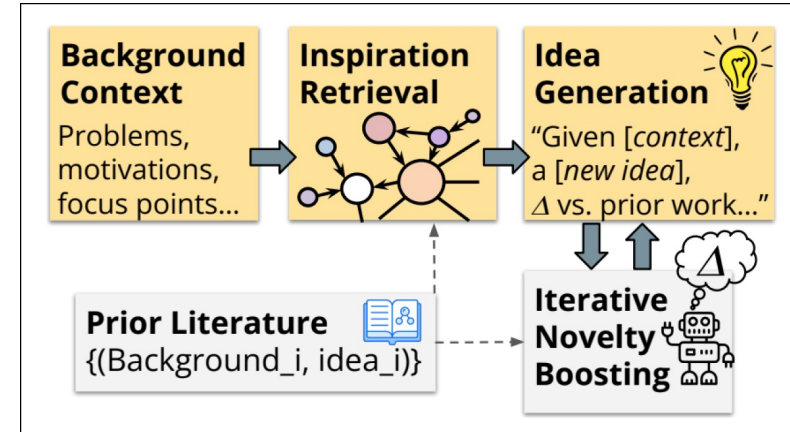 Background
Context
Problems,
motivations,
focus points...
Inspiration
Retrieval
Idea
Generation
“Given [context],
a [new idea],
Δ vs. prior work...”
Prior Literature
{(Background_i, idea_i)}
Iterative
Novelty
Boosting
Δ